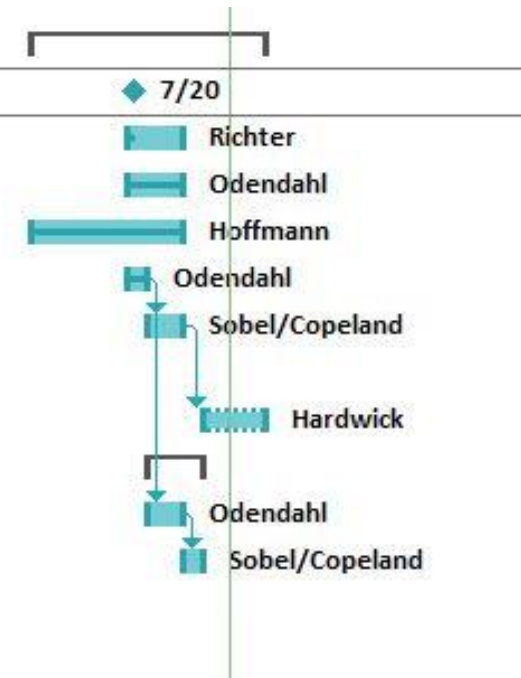 7/20
Richter
Odendahl
Hoffmann
Odendahl
Sobel/Copeland
Hardwick
Odendahl
Sobel/Copeland